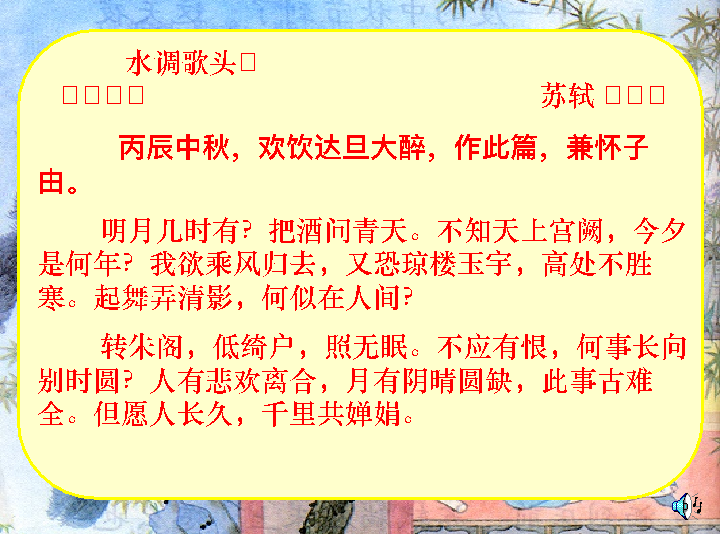 水调歌头
苏轼
丙辰中秋，欢饮达旦大醉，作此篇，兼怀子
由。
明月几时有？把酒问青天。不知天上宫阙，今夕
是何年？我欲乘风归去，又恐琼楼玉宇，高处不胜
寒。起舞弄清影，何似在人间？
转朱阁，低绮户，照无眠。不应有恨，何事长向
别时圆？人有悲欢离合，月有阴晴圆缺，此事古难
全。但愿人长久，千里共婵娟。